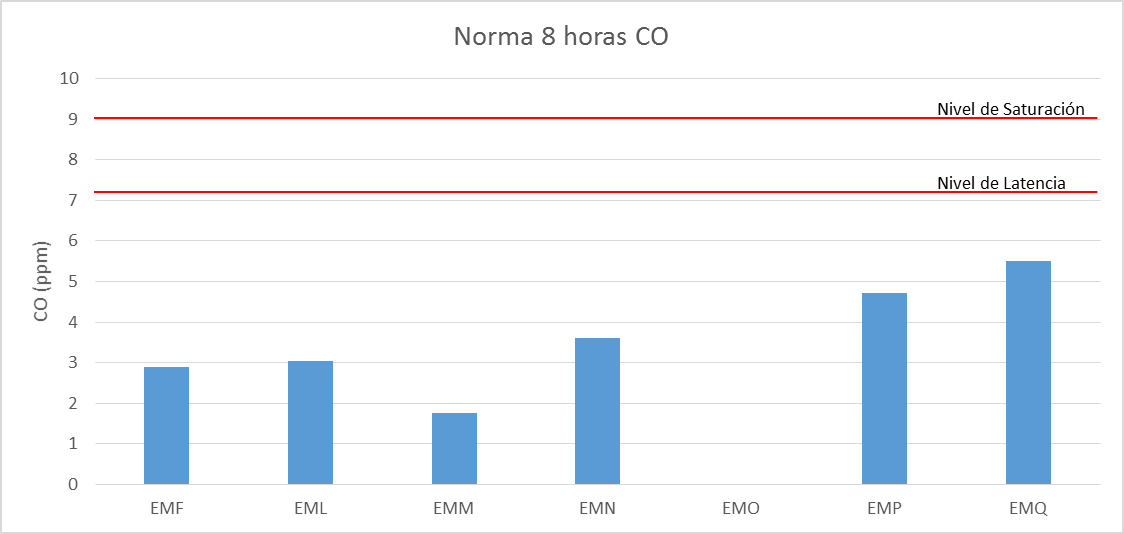 Norma 8 horas CO
10
Nivel de Saturación
9
8
Nivel de Latencia
7
6
5
4
3
2
1
0
CO (ppm)
EMF EML EMM EMN EMO EMP EMQ